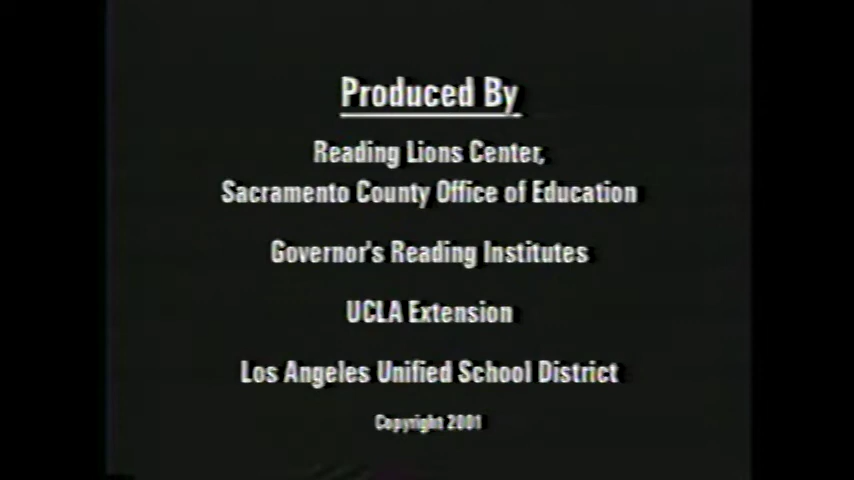 Produced By
Reading Lions Center,
Sacramento County Office of Education
Governor's Reading Institutes
UCLA Extension
Los Angeles Unified School District
Copyright 2001